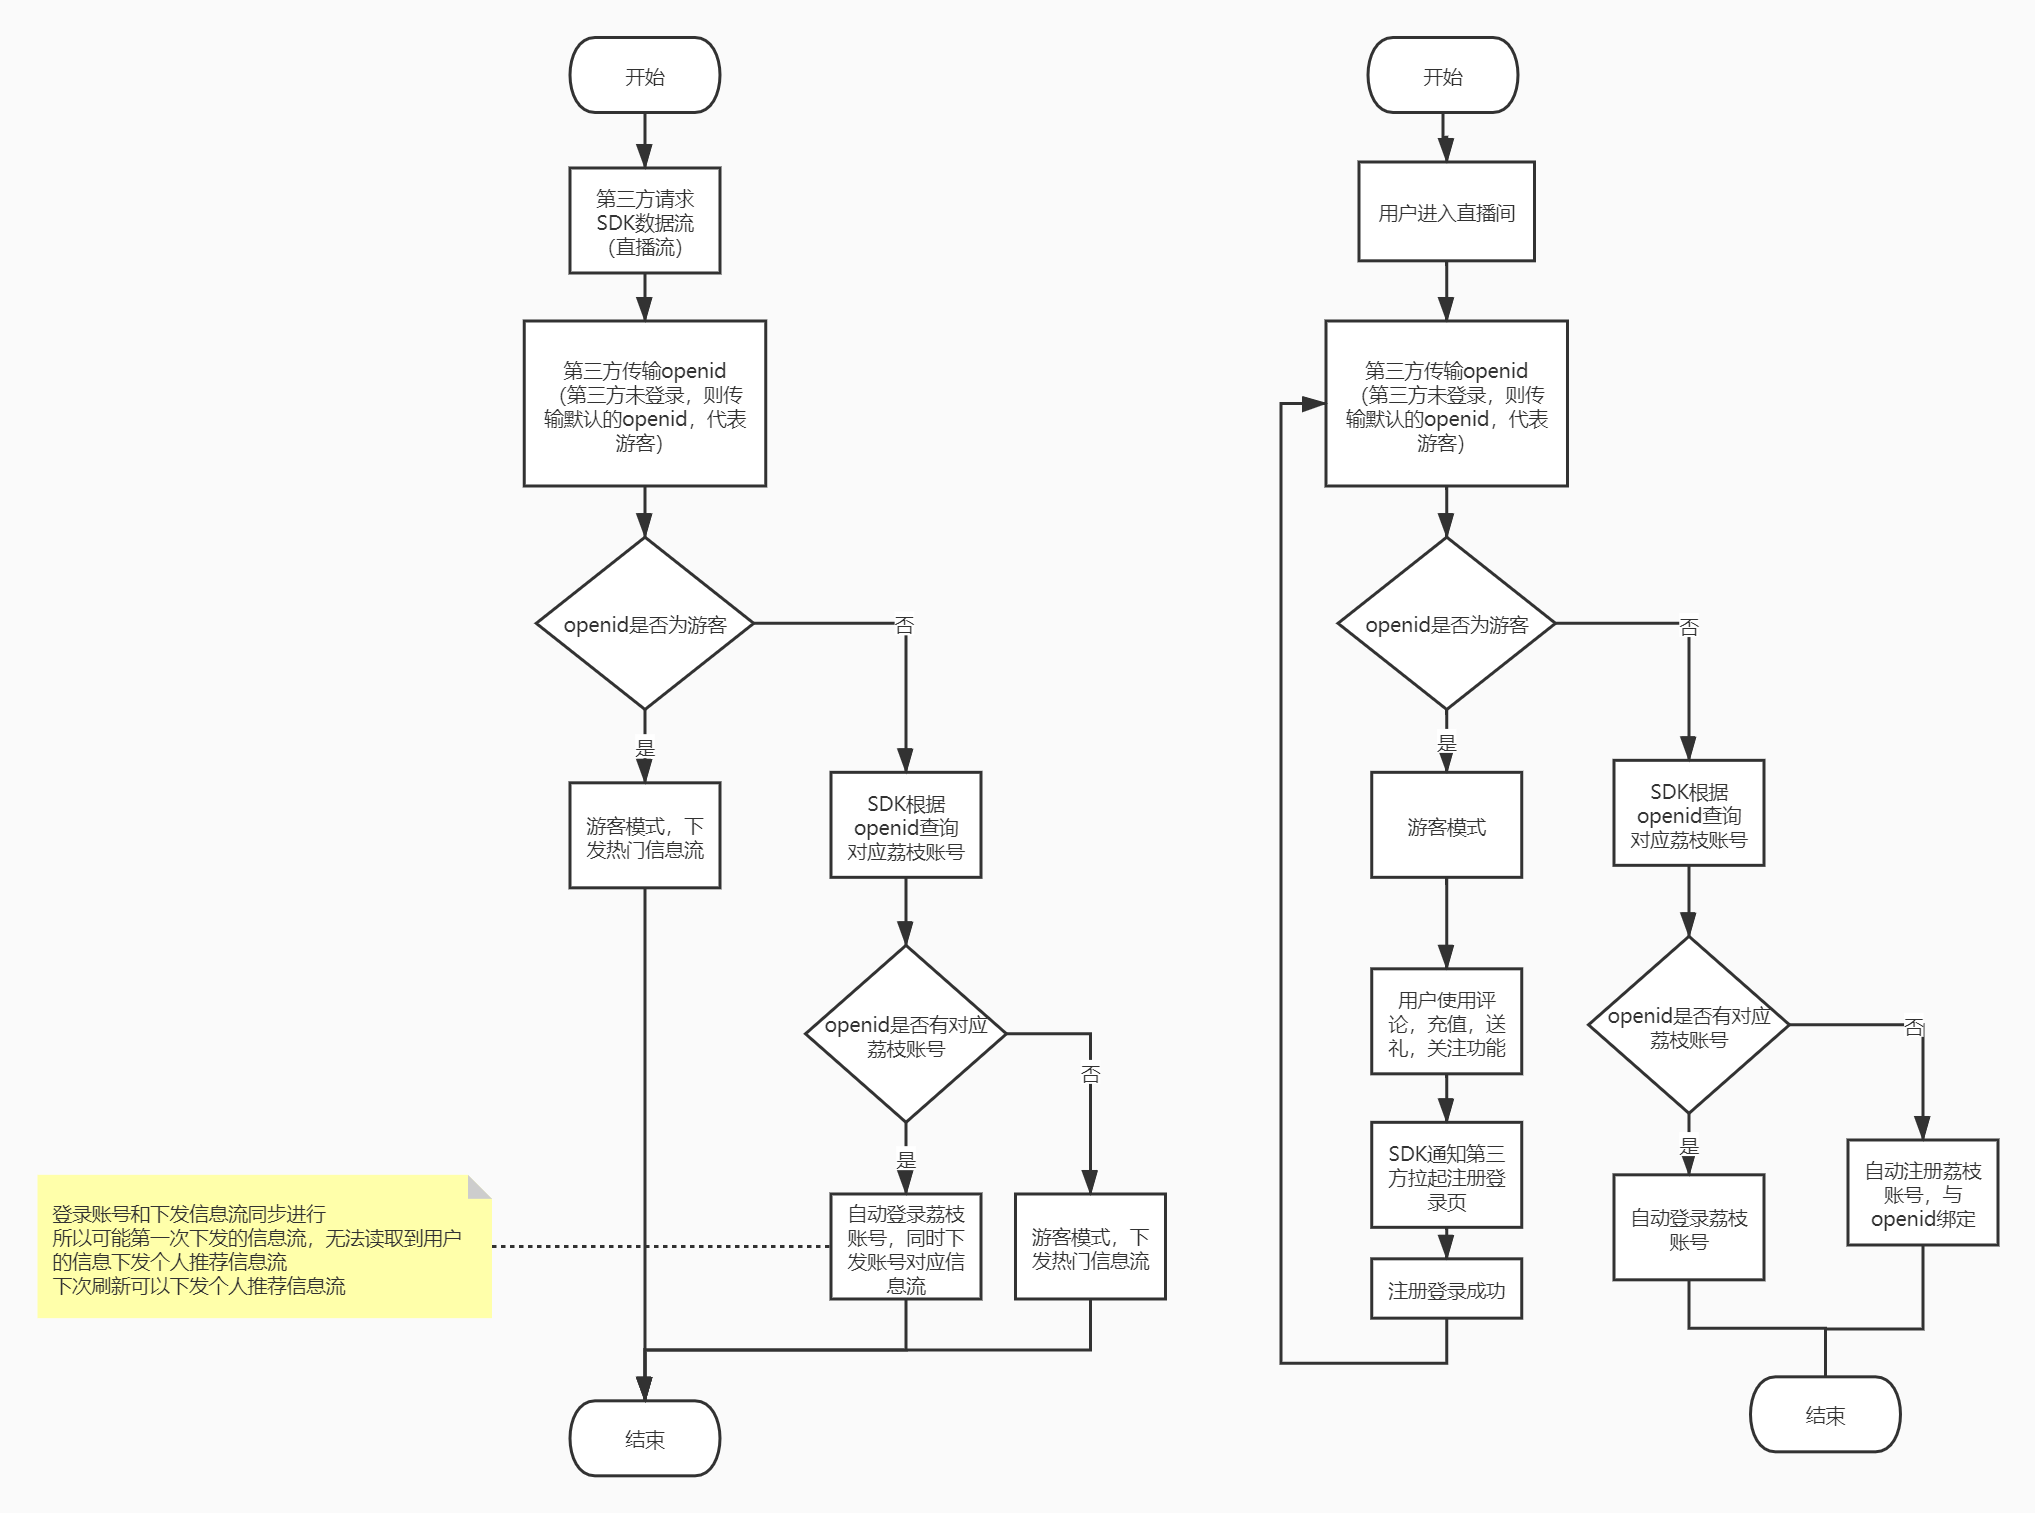 开始
第三方请求
SDK数据流
（直播流）
第三方传输openid
（第三方未登录，则传
输默认的openid，代表
游客）
openid是否为游客
否
是
游客模式，下
发热门信息流
SDK根据
openid查询
对应荔枝账号
openid是否有对应
荔枝账号
否
是
自动登录荔枝
账号，同时下
发账号对应信
息流
游客模式，下
发热门信息流
登录账号和下发信息流同步进行
所以可能第一次下发的信息流，无法读取到用户
的信息下发个人推荐信息流
下次刷新可以下发个人推荐信息流
结束
开始
用户进入直播间
第三方传输openid
（第三方未登录，则传
输默认的openid，代表
游客）
openid是否为游客
否
是
游客模式
用户使用评
论，充值，送
礼，关注功能
SDK通知第三
方拉起注册登
录页
注册登录成功
SDK根据
openid查询
对应荔枝账号
openid是否有对应
荔枝账号
否
是
自动登录荔枝
账号
自动注册荔枝
账号，与
openid绑定
结束